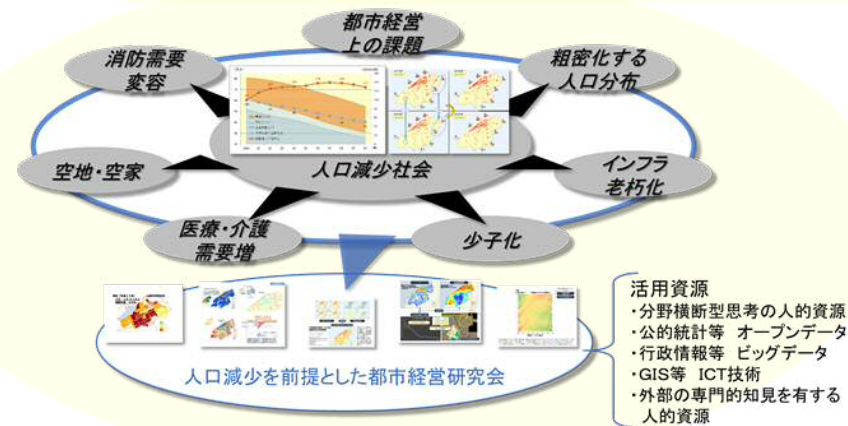 都市経営
上の課題
消防需要
変容
粗密化する
人口分布
空地・空家
人口減少社会
インフラ
老朽化
医療・介護
需要増
少子化
人口減少を前提とした都市経営研究会
活用資源
・分野横断型思考の人的資源
・公的統計等 オープンデータ
・行政情報等 ビッグデータ
・GIS等 ICT技術
・外部の専門的知見を有する
人的資源